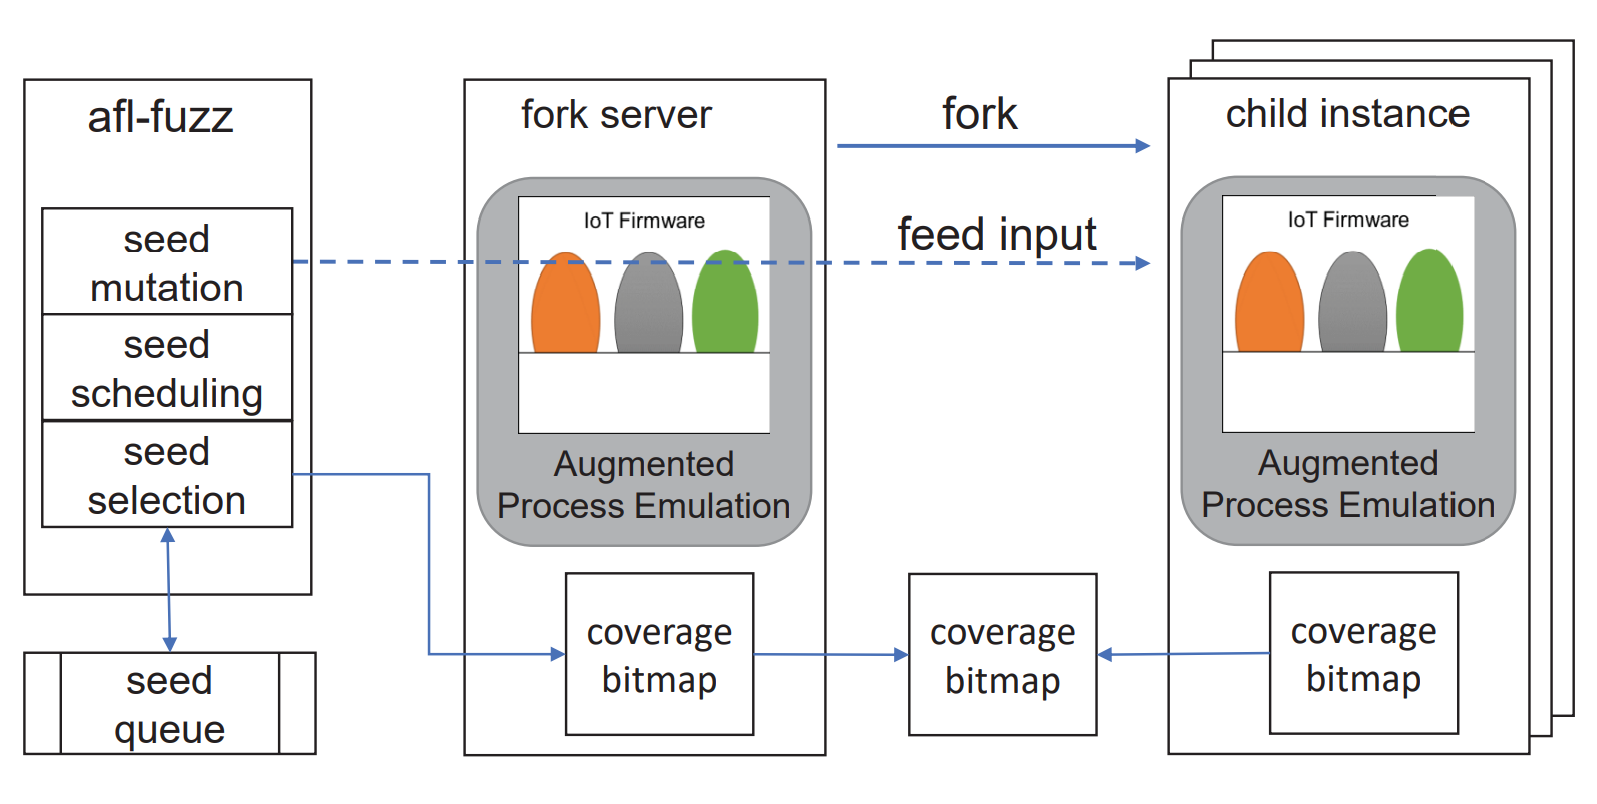 afl-fuzz
seed
mutation
seed
scheduling
seed
selection
seed
queue
fork server
IoT Firmware
Augmented
Process Emulation
coverage
bitmap
fork
feed input
coverage
bitmap
child instance
IoT Firmware
Augmented
Process Emulation
coverage
bitmap